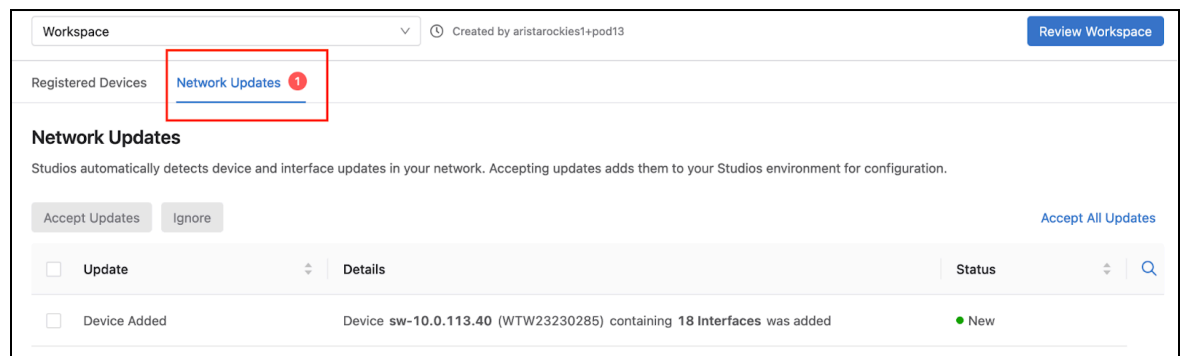 Workspace Created by aristarockies1+pod13 Review Workspace
Registered Devices Network Updates 1
Network Updates
Studios automatically detects device and interface updates in your network. Accepting updates adds them to your Studios environment for configuration.
Accept Updates Ignore Accept All Updates
Update Details Status
Device Added Device sw-10.0.113.40 (WTW23230285) containing 18 Interfaces was added New